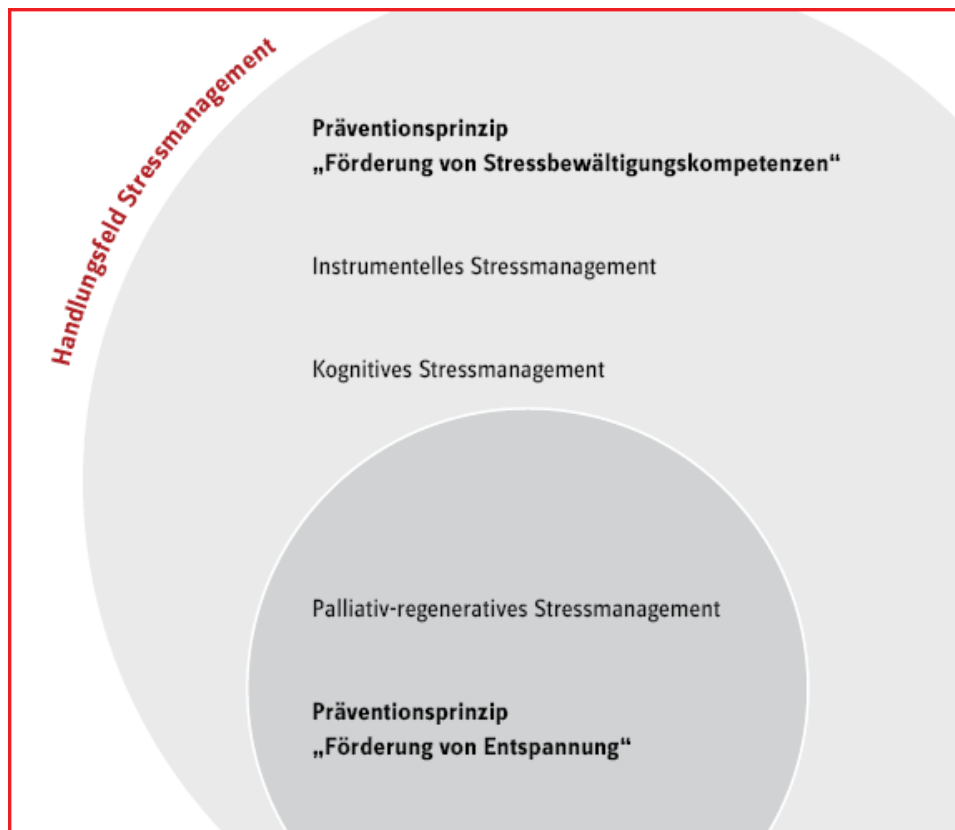 Handlungsfeld Stressmanagement
Präventionsprinzip
„Förderung von Stressbewältigungskompetenzen“
Instrumentelles Stressmanagement
Kognitives Stressmanagement
Palliativ-regeneratives Stressmanagement
Präventionsprinzip
„Förderung von Entspannung“